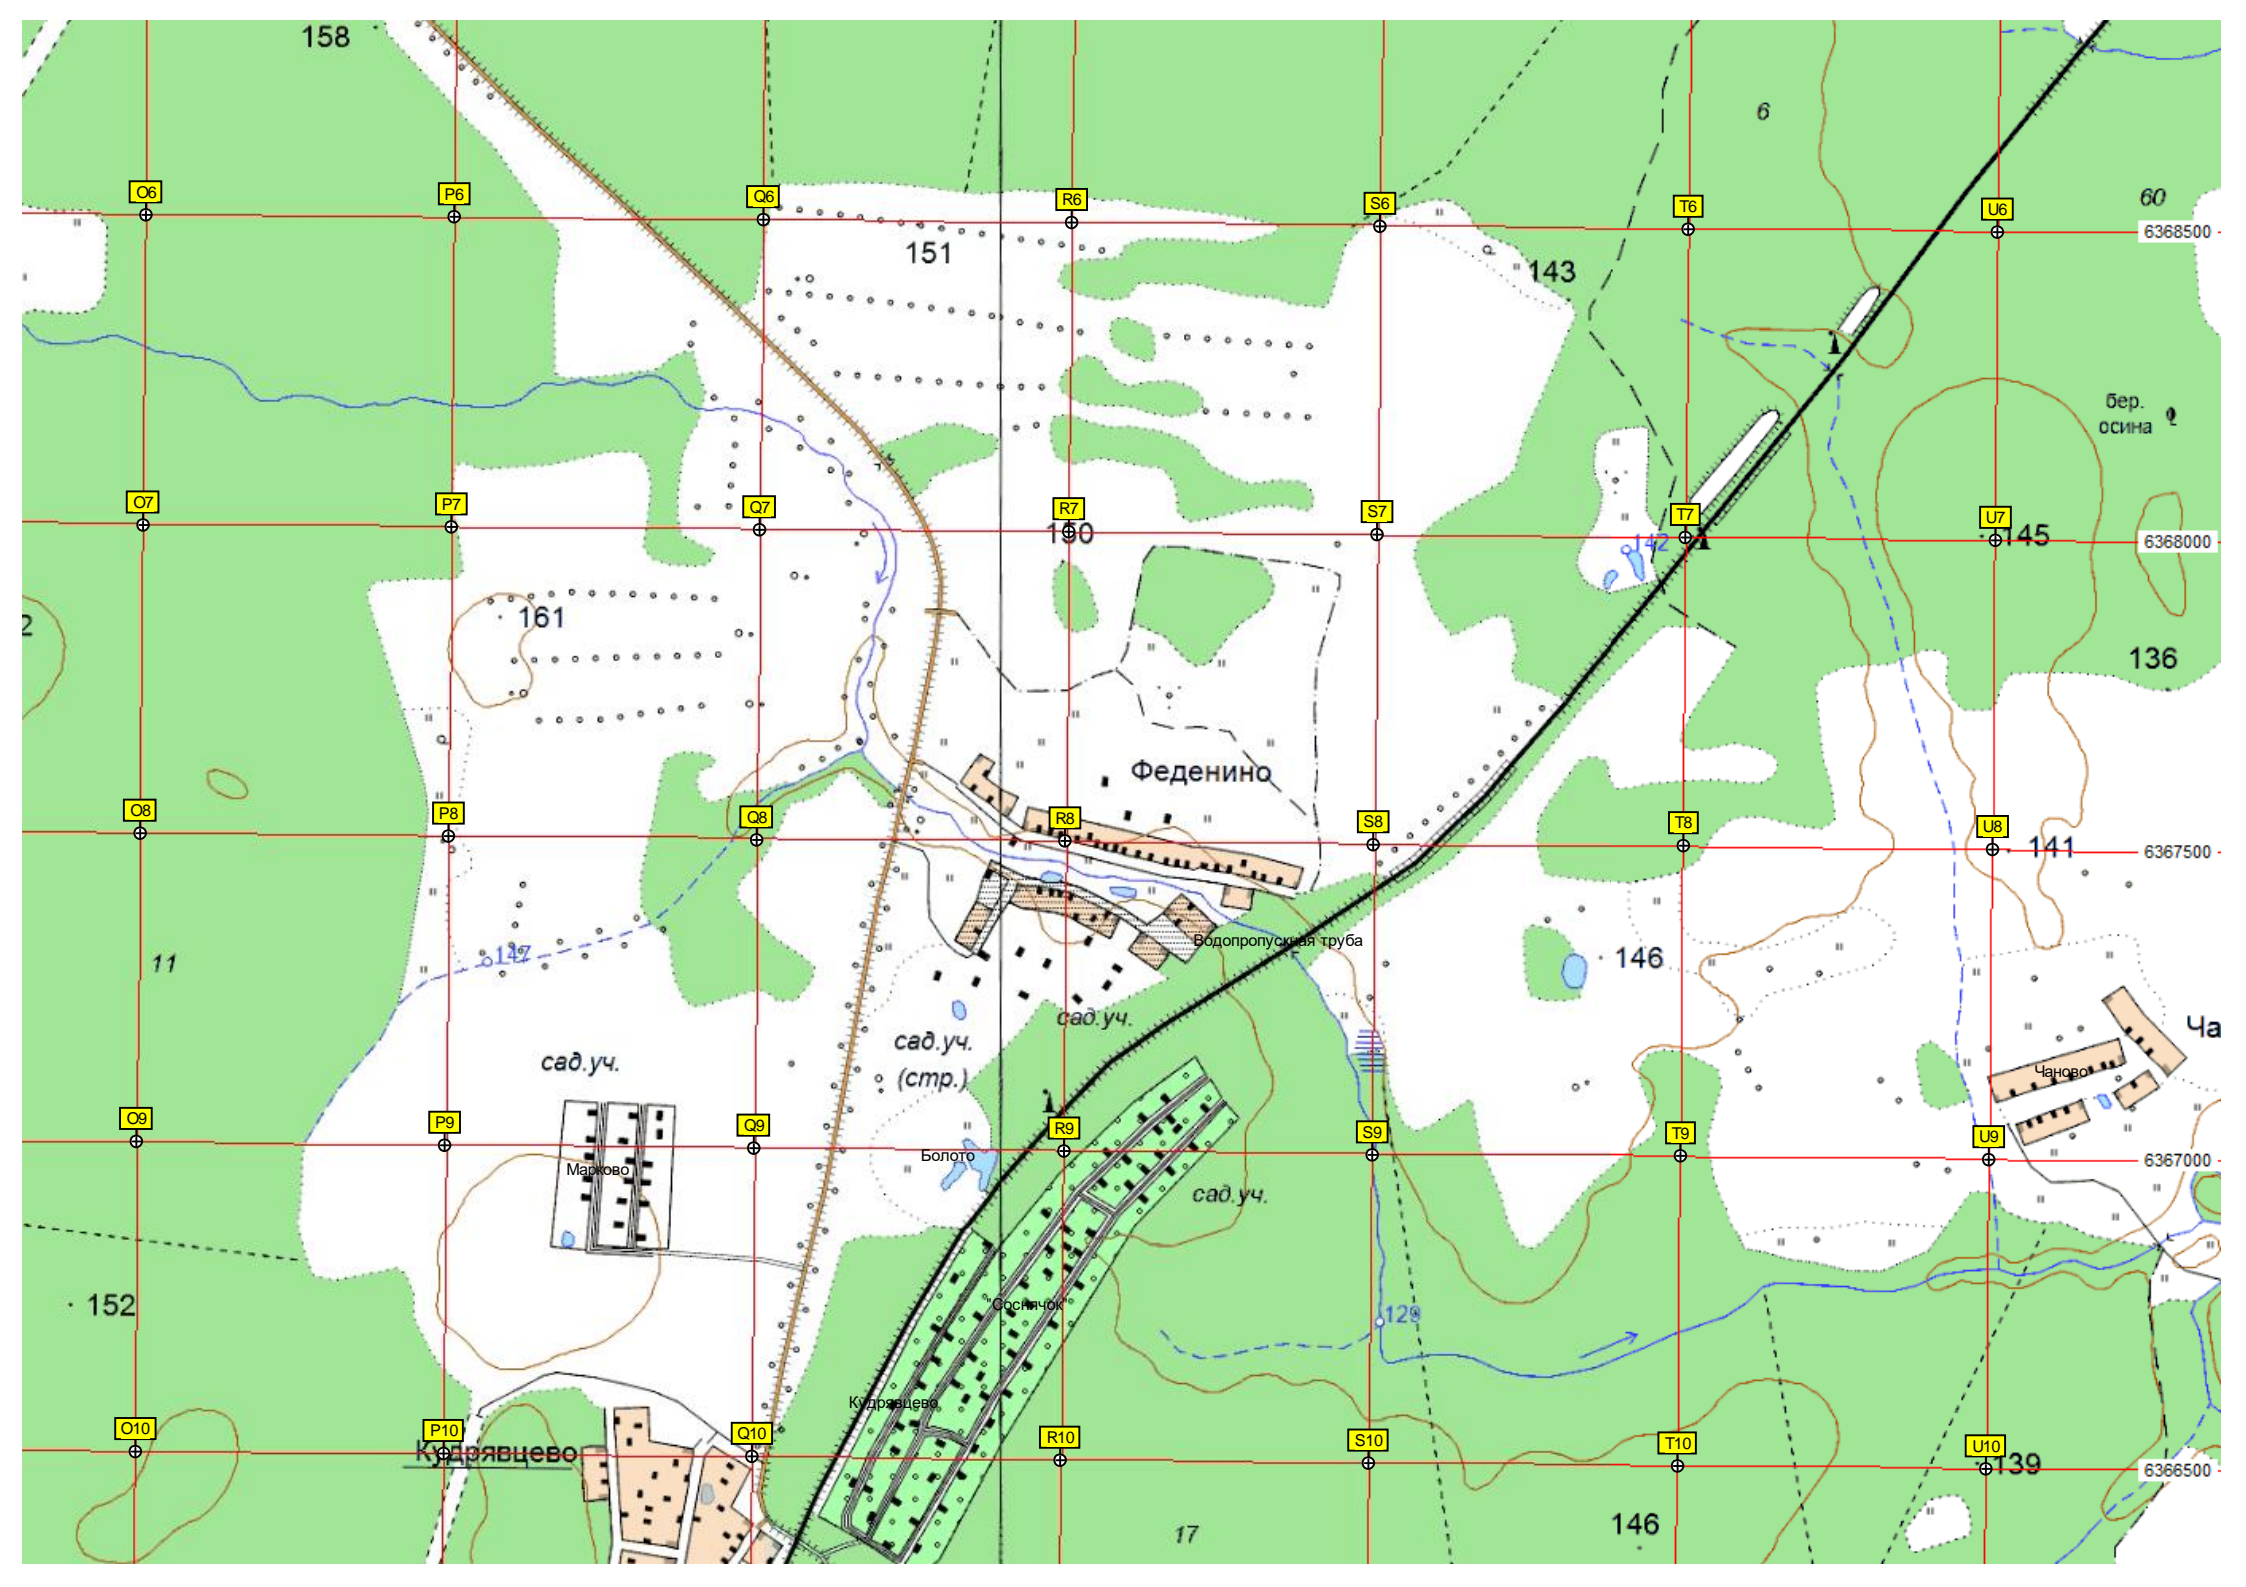 158
6
O6
P6
Q6
R6
S6
T6
U6
60
6368500
151
143
бер.
осина
O7
P7
Q7
R7
S7
T7
U7
150
142
145
6368000
161
2
136
Феденино
O8
P8
Q8
R8
S8
T8
U8
141
6367500
11
147
Водопропускная труба
146
сад.уч.
Ча
сад.уч.
(стр.)
сад.уч.
Чаново
O9
P9
Q9
R9
S9
T9
U9
6367000
Марково
Болото
сад.уч.
152
"Соснячок"
129
Кудрявцево
O10
P10
Q10
R10
S10
T10
U10
Кудрявцево
139
6366500
17
146